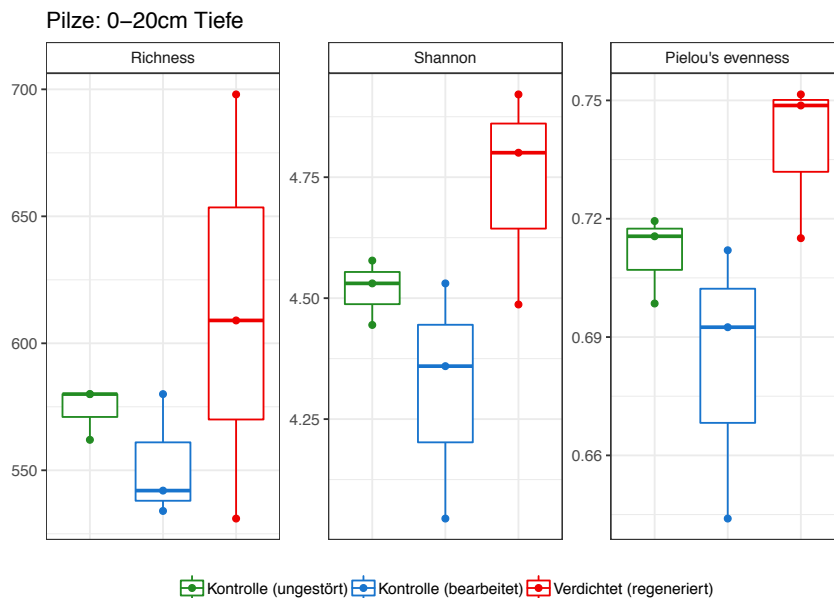 Pilze: 0−20cm Tiefe
Richness
Shannon
Pielou's evenness
700
650
600
550
4.75
4.50
4.25
0.75
0.72
0.69
0.66
Kontrolle (ungestört) Kontrolle (bearbeitet) Verdichtet (regeneriert)